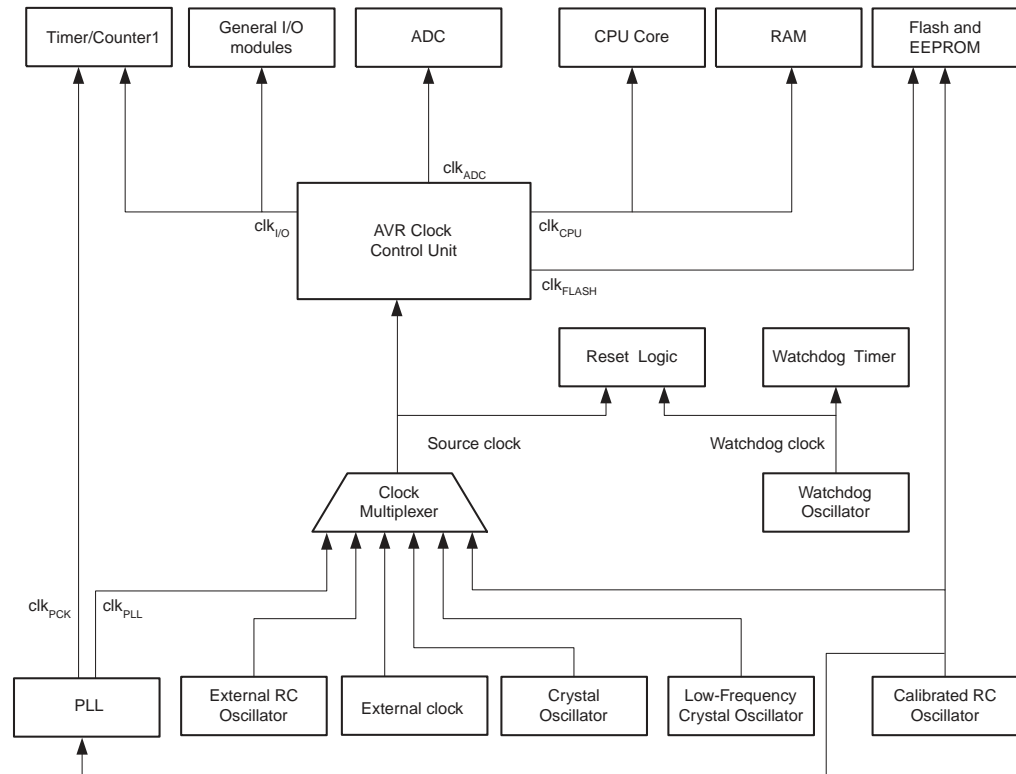 Timer/Counter1
General I/O
modules
ADC
CPU Core
RAM
Flash and
EEPROM
clkADC
clkI/O
AVR Clock
Control Unit
clkCPU
clkFLASH
Reset Logic
Watchdog Timer
Source clock
Watchdog clock
Clock
Multiplexer
Watchdog
Oscillator
clkPCK
clkPLL
PLL
External RC
Oscillator
External clock
Crystal
Oscillator
Low-Frequency
Crystal Oscillator
Calibrated RC
Oscillator